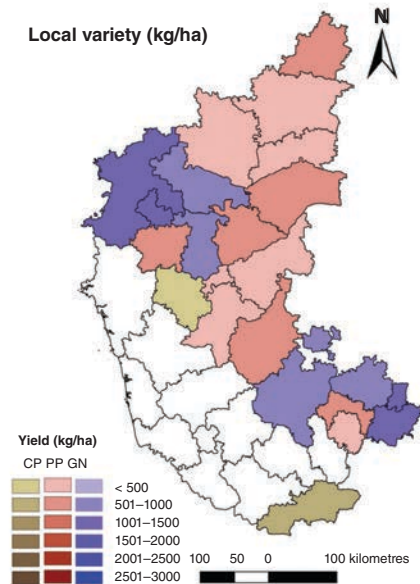 Local variety (kg/ha)
N
Yield (kg/ha)
CP PP GN
< 500
501–1000
1001–1500
1501–2000
2001–2500
2501–3000
100 50 0 100 kilometres